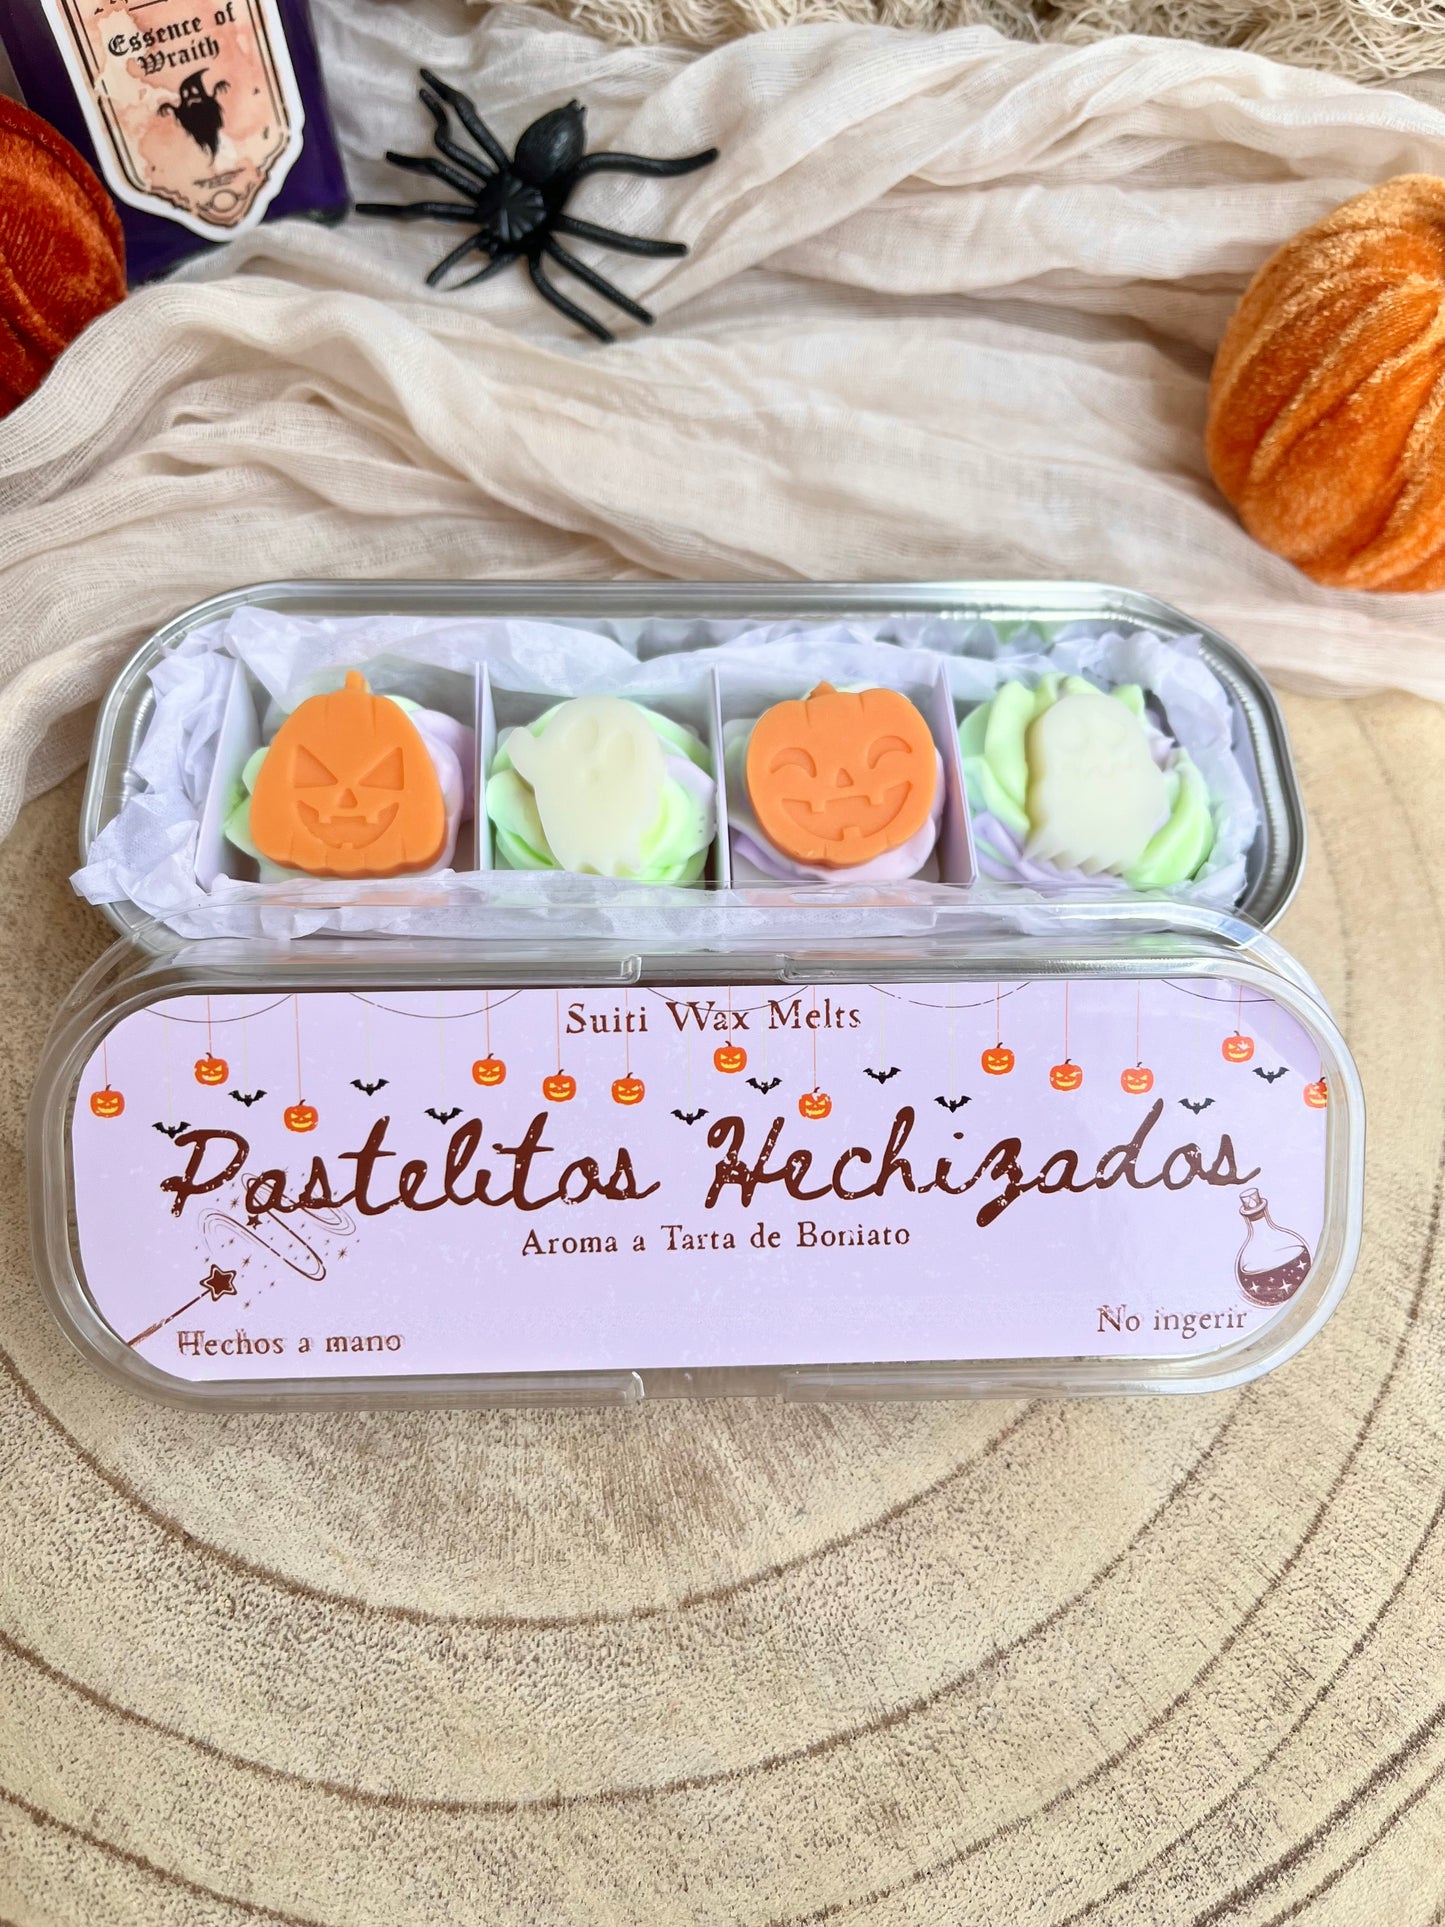 Essence of
Wraith
Suiti Wax Melts
Pastelitos Hechizados
Aroma a Tarta de Boniato
Hechos a mano
No ingerir